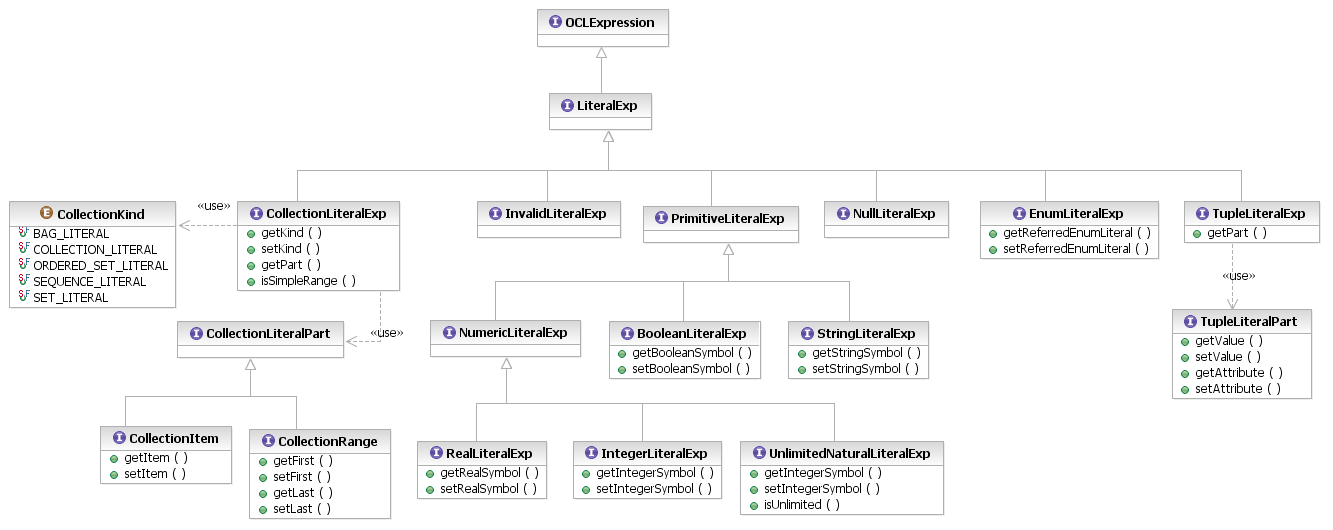 OCLExpression
LiteralExp
«use»
CollectionKind
BAG_LITERAL
COLLECTION_LITERAL
ORDERED_SET_LITERAL
SEQUENCE_LITERAL
SET_LITERAL
CollectionLiteralExp
getKind ( )
setKind ( )
getPart ( )
isSimpleRange ( )
InvalidLiteralExp
PrimitiveLiteralExp
NullLiteralExp
EnumLiteralExp
getReferredEnumLiteral ( )
setReferredEnumLiteral ( )
TupleLiteralExp
getPart ( )
«use»
CollectionLiteralPart
«use»
NumericLiteralExp
BooleanLiteralExp
getBooleanSymbol ( )
setBooleanSymbol ( )
StringLiteralExp
getStringSymbol ( )
setStringSymbol ( )
TupleLiteralPart
getValue ( )
setValue ( )
getAttribute ( )
setAttribute ( )
CollectionItem
getItem ( )
setItem ( )
CollectionRange
getFirst ( )
setFirst ( )
getLast ( )
setLast ( )
RealLiteralExp
getRealSymbol ( )
setRealSymbol ( )
IntegerLiteralExp
getIntegerSymbol ( )
setIntegerSymbol ( )
UnlimitedNaturalLiteralExp
getIntegerSymbol ( )
setIntegerSymbol ( )
isUnlimited ( )